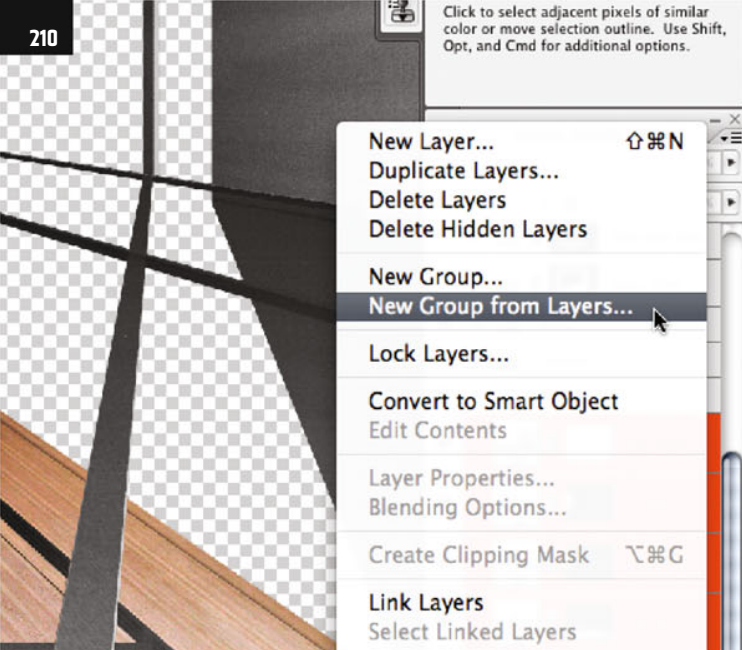 210
Click to select adjacent pixels of similar
color or move selection outline.  Use Shift,
Opt, and Cmd for additional options.
New Layer... ⇧⌘N
Duplicate Layers...
Delete Layers
Delete Hidden Layers
New Group...
New Group from Layers...
Lock Layers...
Convert to Smart Object
Edit Contents
Layer Properties...
Blending Options...
Create Clipping Mask ⌥⌘G
Link Layers
Select Linked Layers